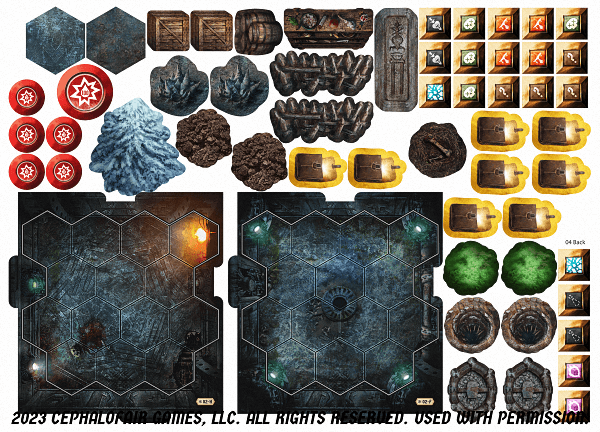 04 Back
2023 CEPHALOFAIR GAMES, LLC. ALL RIGHTS RESERVED. USED WITH PERMISSION.